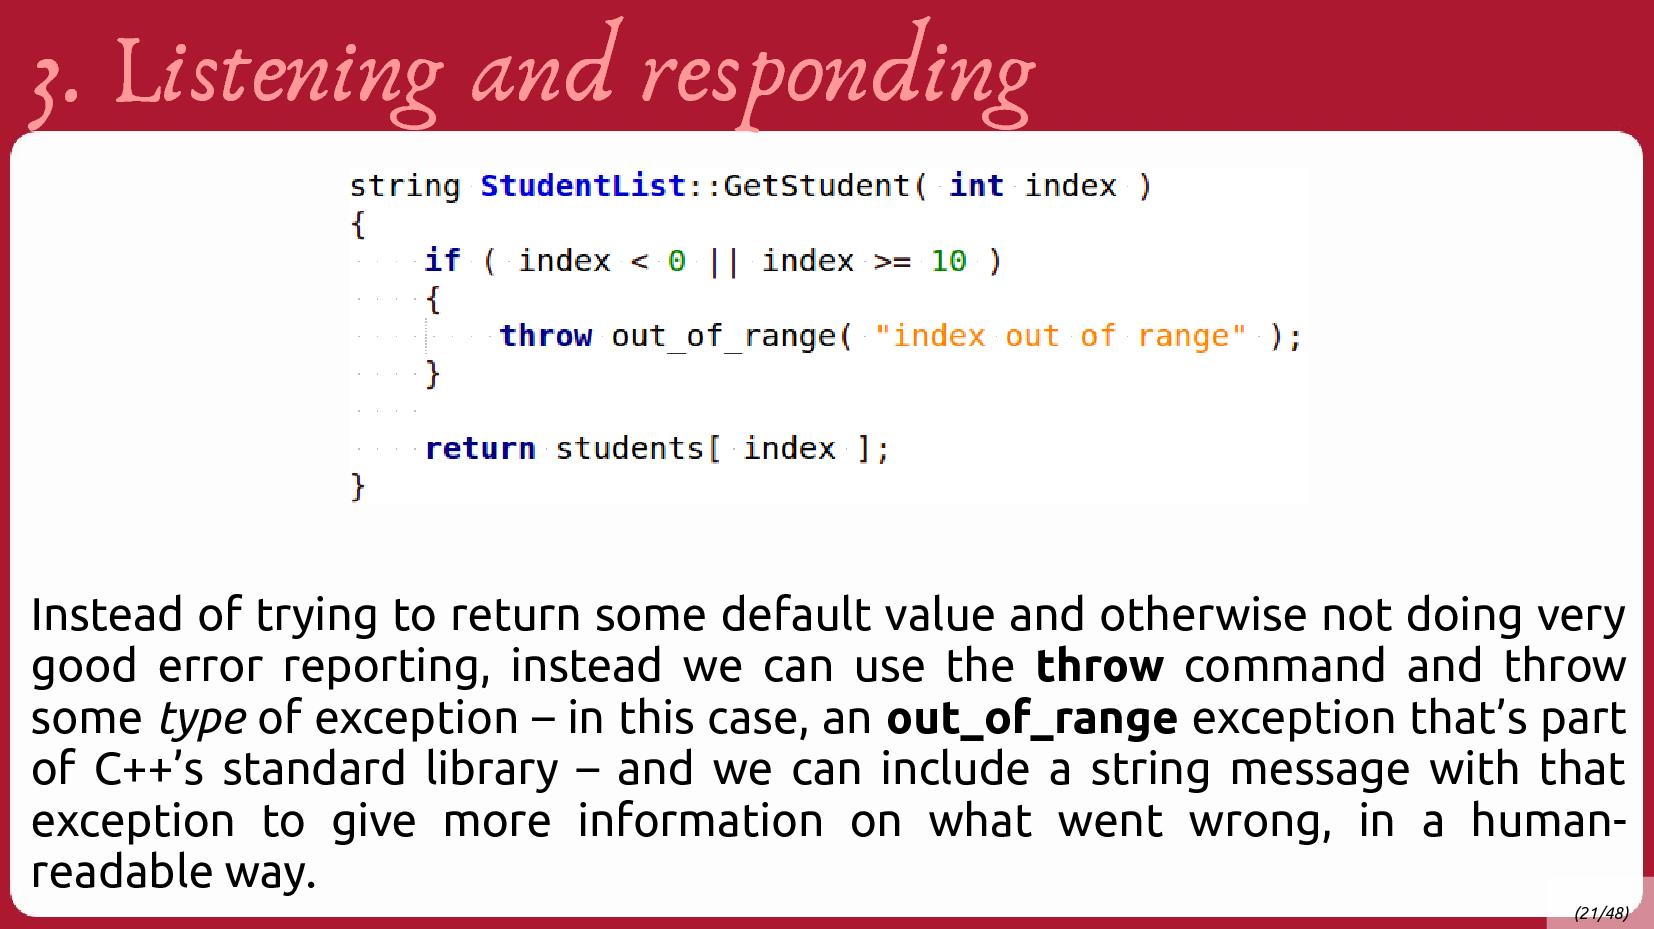 3. Listening and responding
string StudentList::GetStudent( int index )
{
    if ( index < 0 || index >= 10 )
    {
        throw out_of_range( "index out of range" );
    }

    return students[ index ];
}
Instead of trying to return some default value and otherwise not doing very
good error reporting, instead we can use the throw command and throw
some type of exception – in this case, an out_of_range exception that’s part
of C++’s standard library – and we can include a string message with that
exception to give more information on what went wrong, in a human-
readable way.
(21/48)